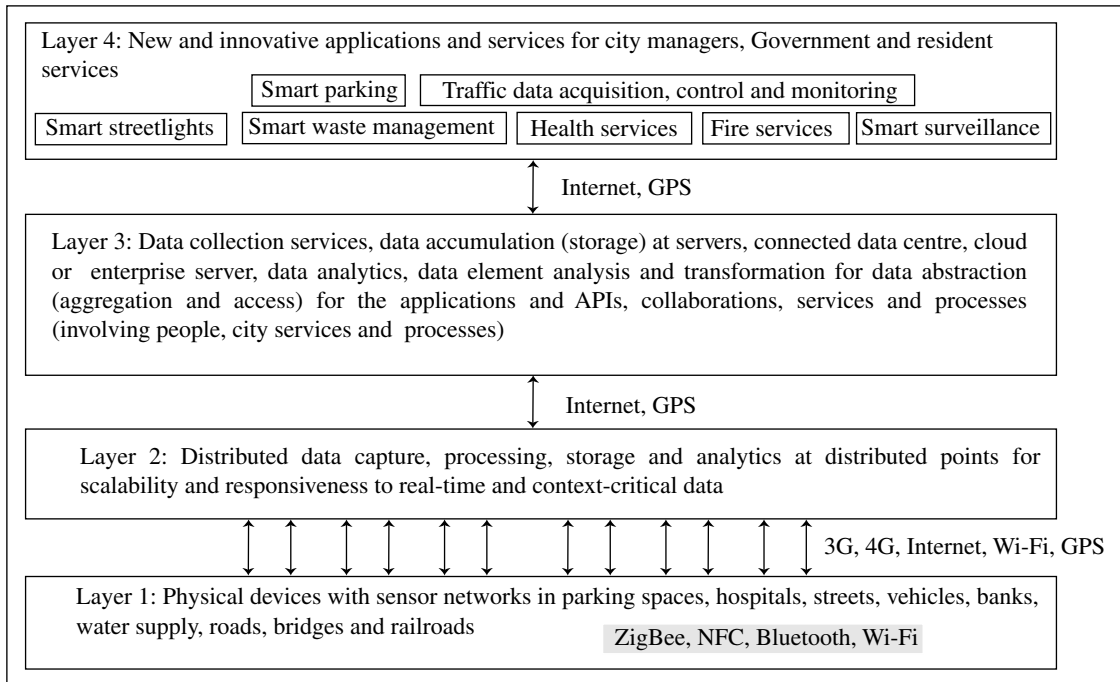 Layer 4: New and innovative applications and services for city managers, Government and resident
services
Smart parking
Traffic data acquisition, control and monitoring
Smart streetlights
Smart waste management
Health services
Fire services
Smart surveillance
Internet, GPS
Layer 3: Data collection services, data accumulation (storage) at servers, connected data centre, cloud
or enterprise server, data analytics, data element analysis and transformation for data abstraction
(aggregation and access) for the applications and APIs, collaborations, services and processes
(involving people, city services and processes)
Internet, GPS
Layer 2: Distributed data capture, processing, storage and analytics at distributed points for
scalability and responsiveness to real-time and context-critical data
3G, 4G, Internet, Wi-Fi, GPS
Layer 1: Physical devices with sensor networks in parking spaces, hospitals, streets, vehicles, banks,
water supply, roads, bridges and railroads
ZigBee, NFC, Bluetooth, Wi-Fi